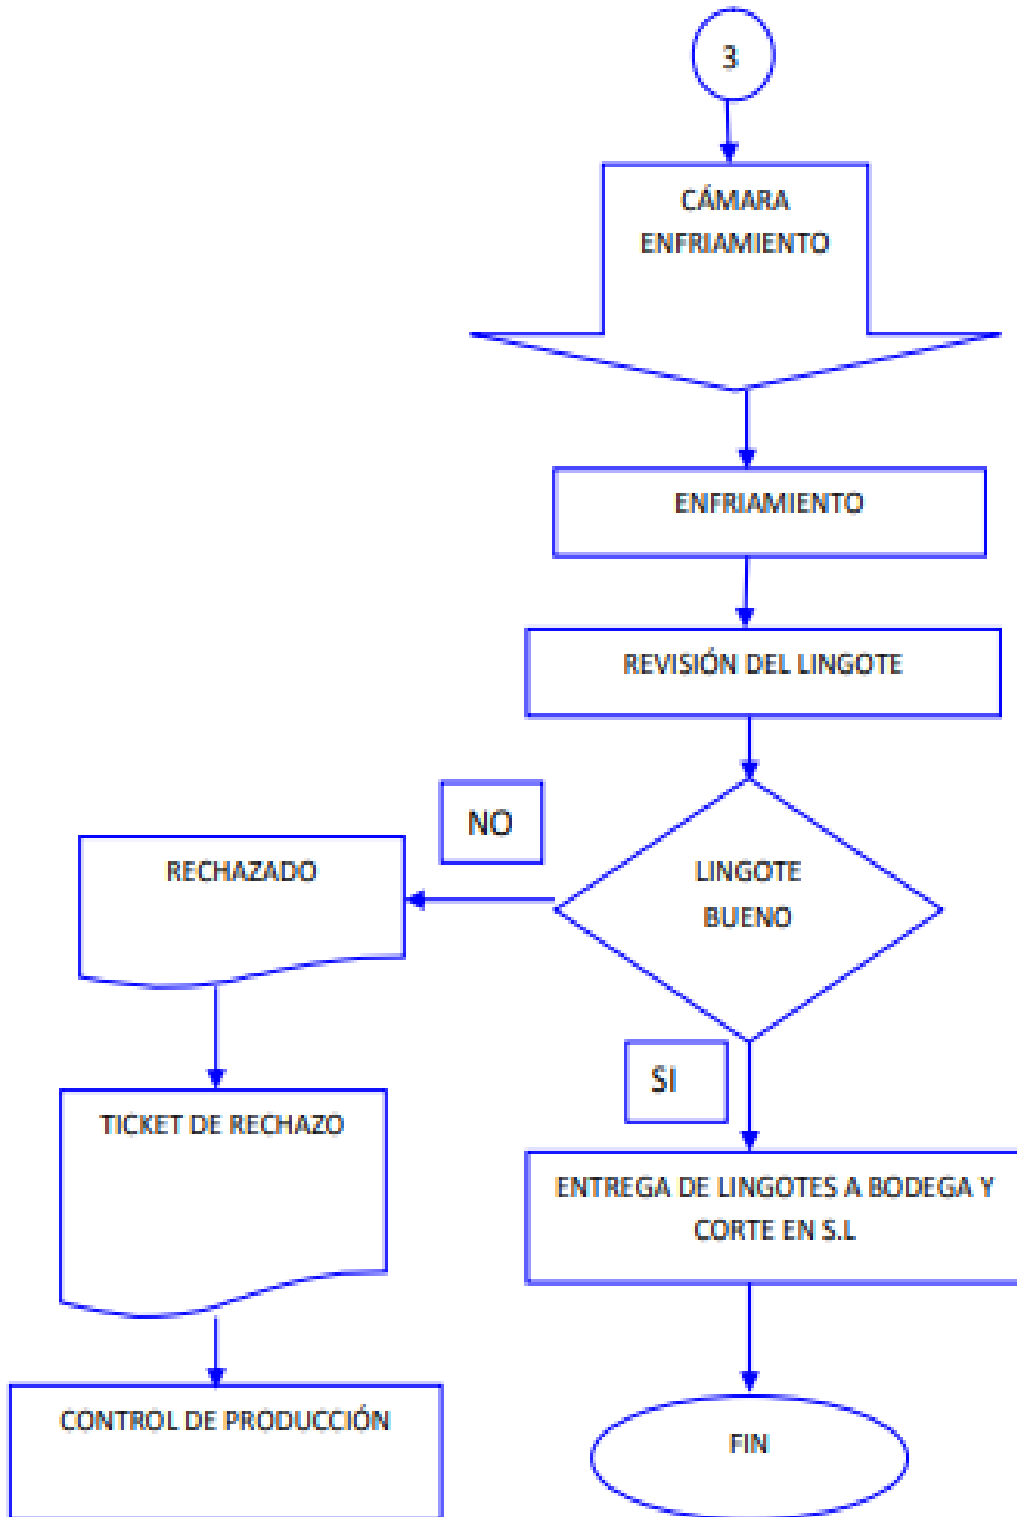 3
CÁMARA
ENFRIAMIENTO
ENFRIAMIENTO
REVISIÓN DEL LINGOTE
NO
RECHAZADO
LINGOTE
BUENO
SI
TICKET DE RECHAZO
ENTREGA DE LINGOTES A BODEGA Y
CORTE EN S.L
CONTROL DE PRODUCCIÓN
FIN